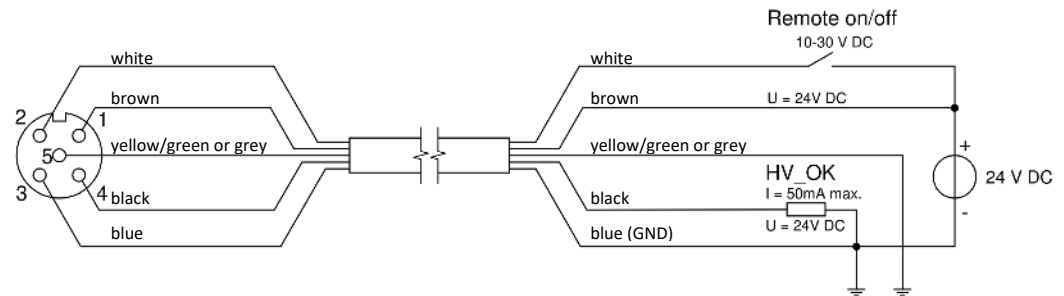 Remote on/off
10-30 V DC
white
white
brown
brown
U = 24V DC
2
1
yellow/green or grey
yellow/green or grey
5
+
HV_OK
24 V DC
I = 50mA max.
3
4
black
black
-
U = 24V DC
blue
blue (GND)